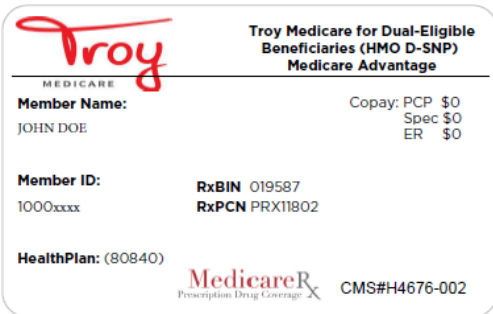 Troy
MEDICARE
Troy Medicare for Dual-Eligible
Beneficiaries (HMO D-SNP)
Medicare Advantage
Member Name:
JOHN DOE
Copay: PCP $0
Spec $0
ER $0
Member ID:
1000xxxx
RxBIN 019587
RxPCN PRX11802
HealthPlan: (80840)
MedicareRx
Prescription Drug Coverage
CMS#H4676-002